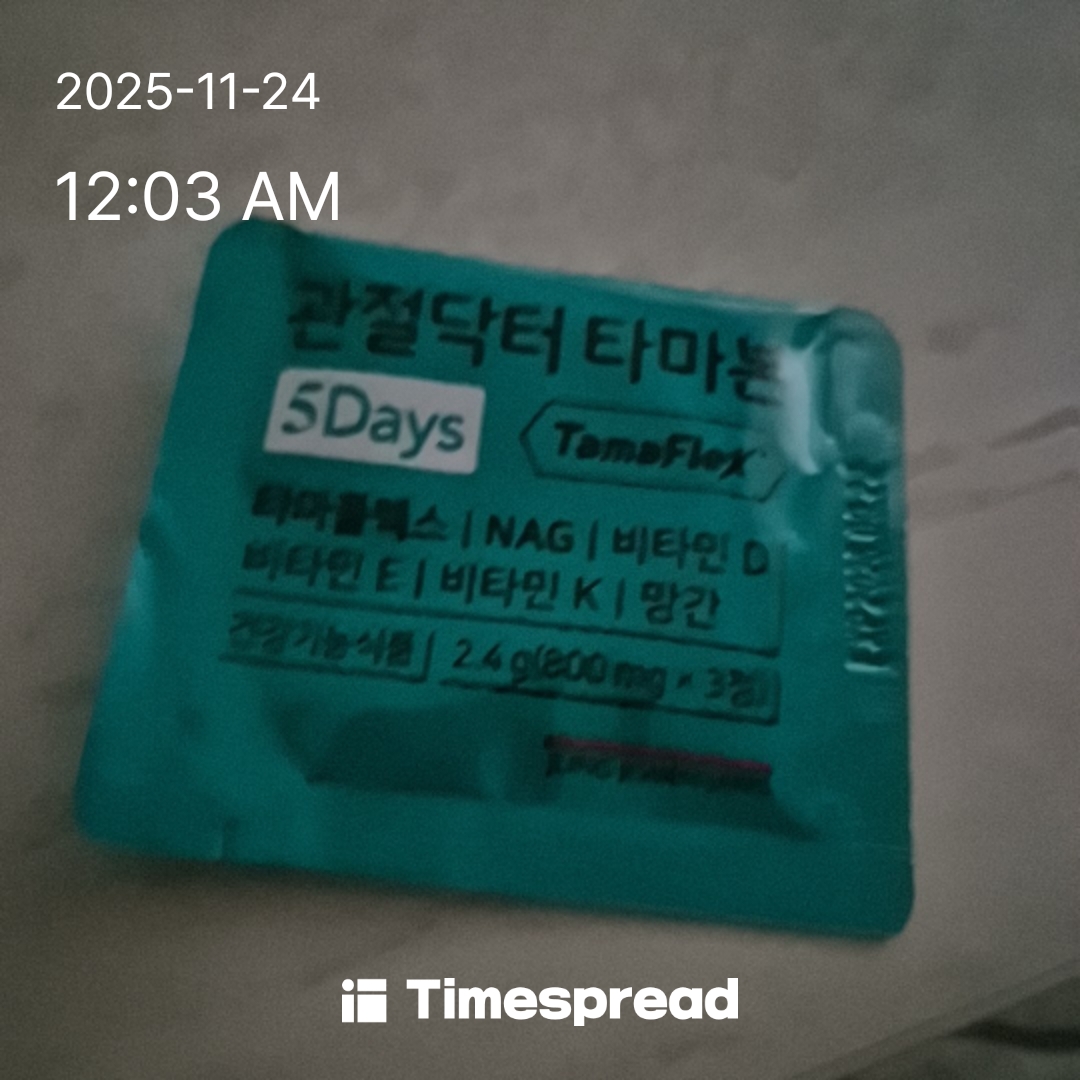 2025-11-24
12:03 AM
관절닥터 타마본
5Days
TamaFlex
타마플렉스 | NAG | 비타민 D
비타민 E | 비타민 K | 망간
건강기능식품 | 2.4 g(800 mg × 3정)
Timespread